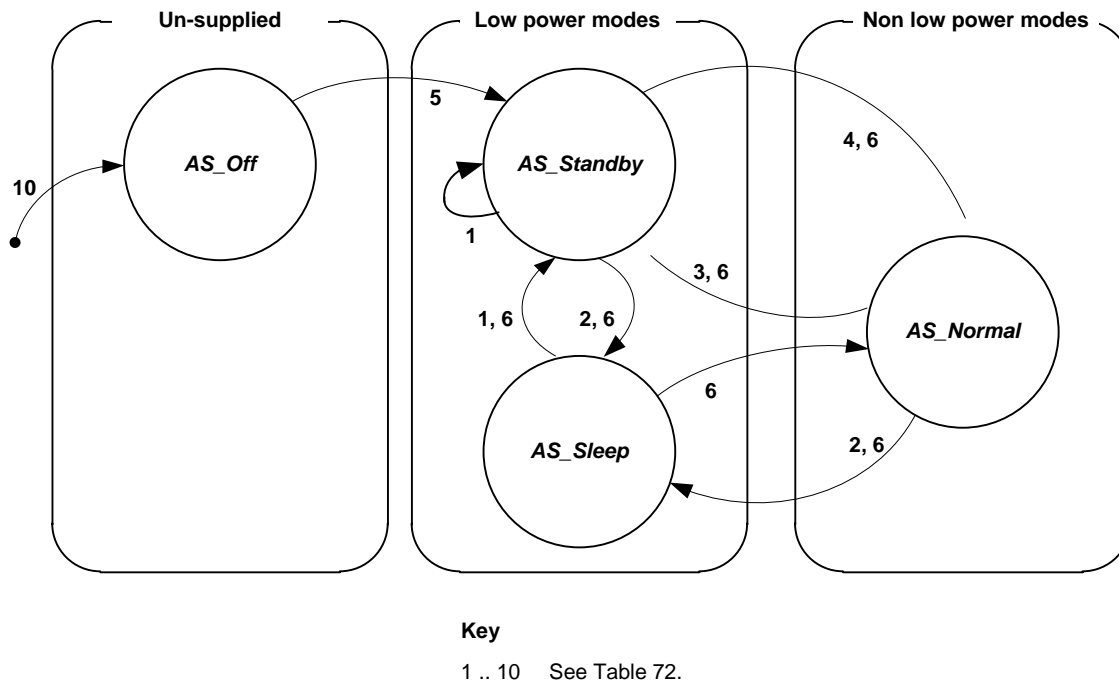 Un-supplied
Low power modes
Non low power modes
5
4, 6
AS_Off
AS_Standby
10
1
3, 6
1, 6
2, 6
AS_Normal
6
AS_Sleep
2, 6
Key
1 .. 10 See Table 72.